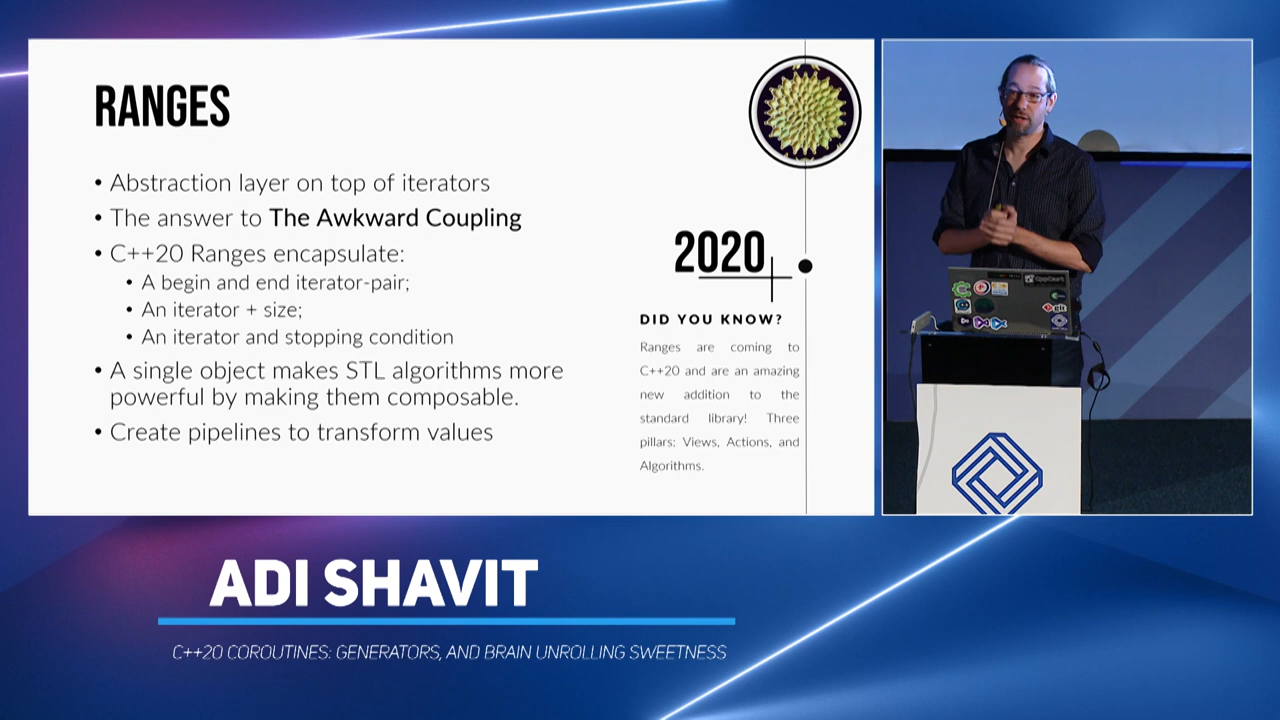 RANGES
• Abstraction layer on top of iterators
• The answer to The Awkward Coupling
• C++20 Ranges encapsulate:
• A begin and end iterator-pair;
• An iterator + size;
• An iterator and stopping condition
• A single object makes STL algorithms more
powerful by making them composable.
• Create pipelines to transform values
2020
DID YOU KNOW?
Ranges are coming to
C++20 and are an amazing
new addition to the
standard library! Three
pillars: Views, Actions, and
Algorithms.
git
ADI SHAVIT
C++20 COROUTINES: GENERATORS, AND BRAIN UNROLLING SWEETNESS